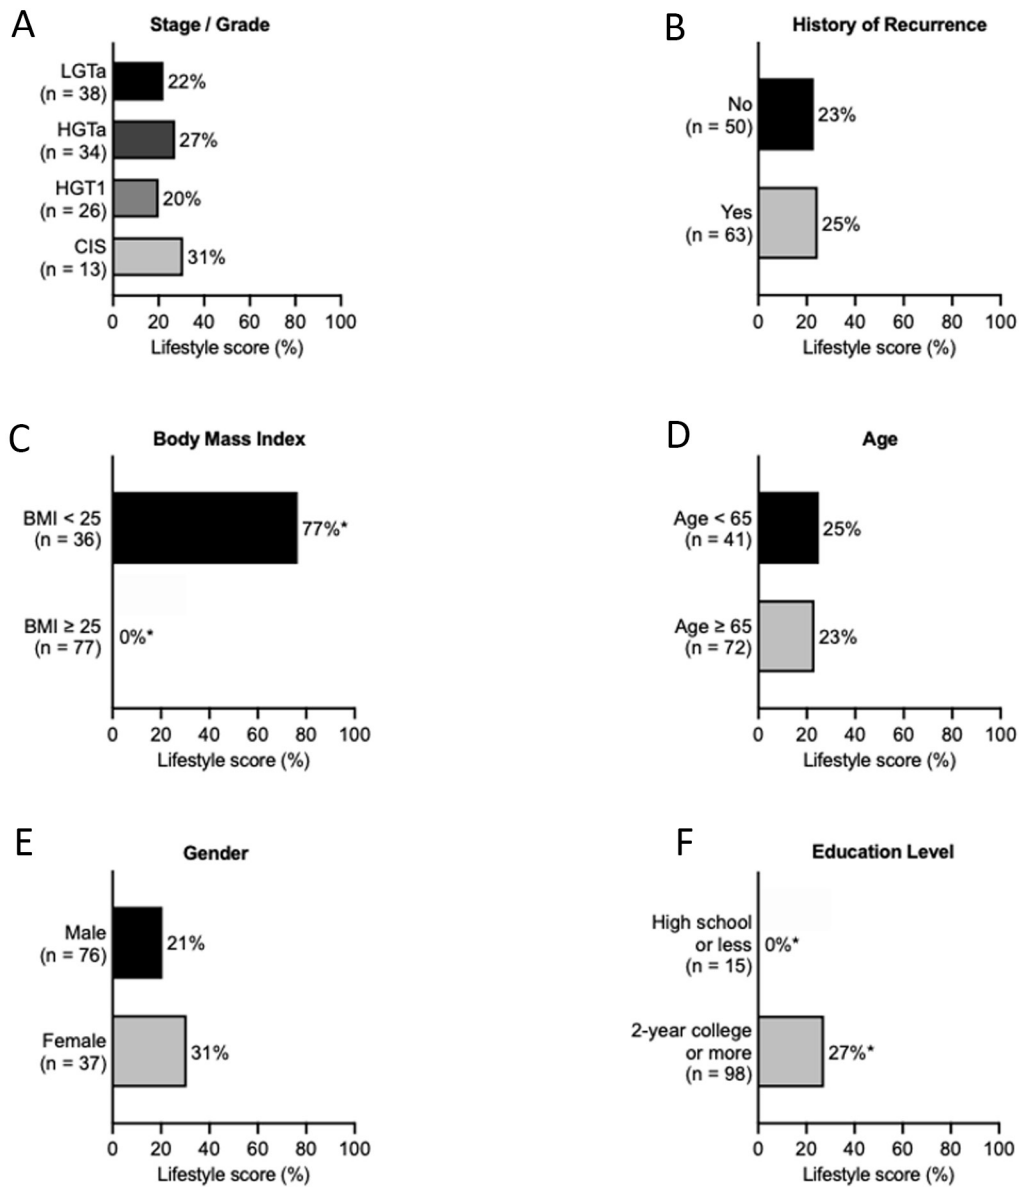 A
Stage / Grade
LGTa
(n = 38)
22%
HGTa
(n = 34)
27%
HGT1
(n = 26)
20%
CIS
(n = 13)
31%
0 20 40 60 80 100
Lifestyle score (%)
B
History of Recurrence
No
(n = 50)
23%
Yes
(n = 63)
25%
0 20 40 60 80 100
Lifestyle score (%)
C
Body Mass Index
BMI < 25
(n = 36)
77%*
BMI ≥ 25
(n = 77)
0%*
0 20 40 60 80 100
Lifestyle score (%)
D
Age
Age < 65
(n = 41)
25%
Age ≥ 65
(n = 72)
23%
0 20 40 60 80 100
Lifestyle score (%)
E
Gender
Male
(n = 76)
21%
Female
(n = 37)
31%
0 20 40 60 80 100
Lifestyle score (%)
F
Education Level
High school
or less
(n = 15)
0%*
2-year college
or more
(n = 98)
27%*
0 20 40 60 80 100
Lifestyle score (%)